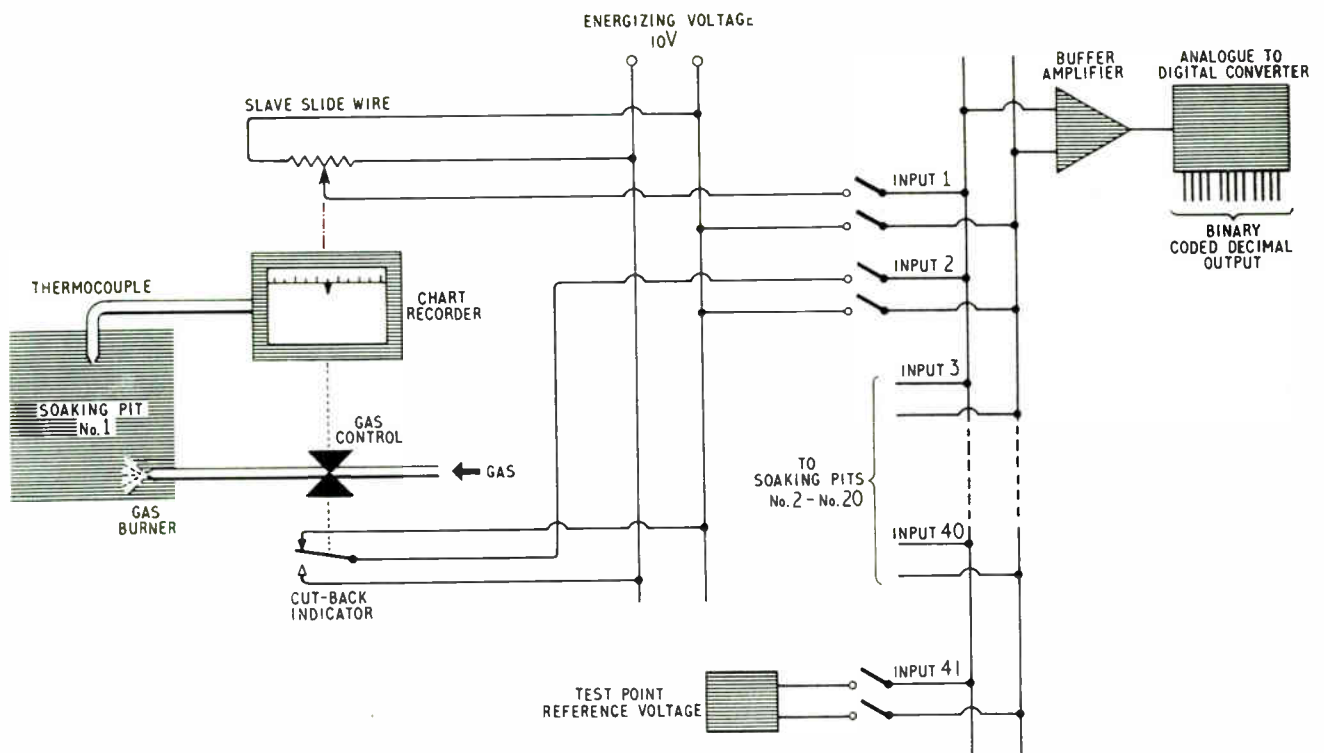 ENERGIZING VOLTAGE
10V
SLAVE SLIDE WIRE
BUFFER
AMPLIFIER
ANALOGUE TO
DIGITAL CONVERTER
INPUT 1
BINARY
CODED DECIMAL
OUTPUT
INPUT 2
THERMOCOUPLE
CHART
RECORDER
INPUT 3
SOAKING PIT
No.1
GAS
CONTROL
GAS
TO
SOAKING PITS
No.2 - No.20
GAS
BURNER
INPUT 40
CUT-BACK
INDICATOR
INPUT 41
TEST POINT
REFERENCE VOLTAGE